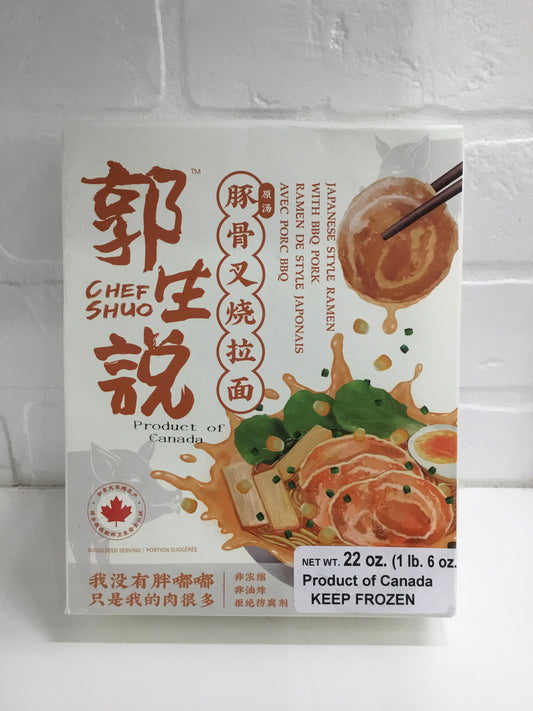 郭生説
TM
CHEF
SHUO
原汤
豚骨叉烧拉面
JAPANESE STYLE RAMEN
WITH BBQ PORK
RAMEN DE STYLE JAPONAIS
AVEC PORC BBQ
Product of
Canada
SUGGESTED SERVING | PORTION SUGGÉRÉE
我没有胖嘟嘟
只是我的肉很多
非浓缩
非油炸
拒绝防腐剂
NET WT. 22 oz. (1 lb. 6 oz.
Product of Canada
KEEP FROZEN